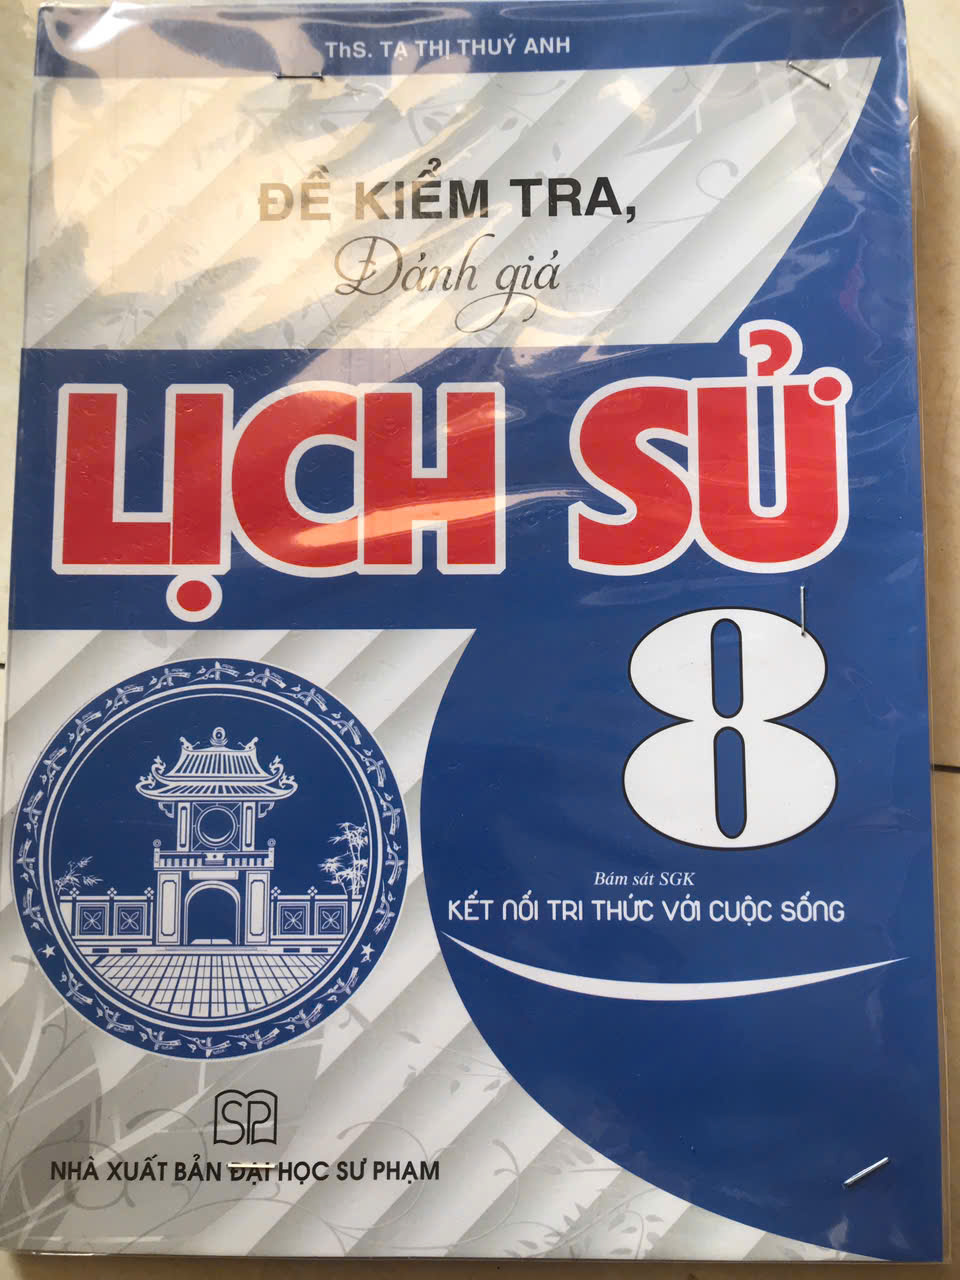 ThS. TẠ THỊ THUÝ ANH
ĐỀ KIỂM TRA,
Đánh giá
LỊCH SỬ
8
Bám sát SGK
KẾT NỐI TRI THỨC VỚI CUỘC SỐNG
SP
NHÀ XUẤT BẢN ĐẠI HỌC SƯ PHẠM